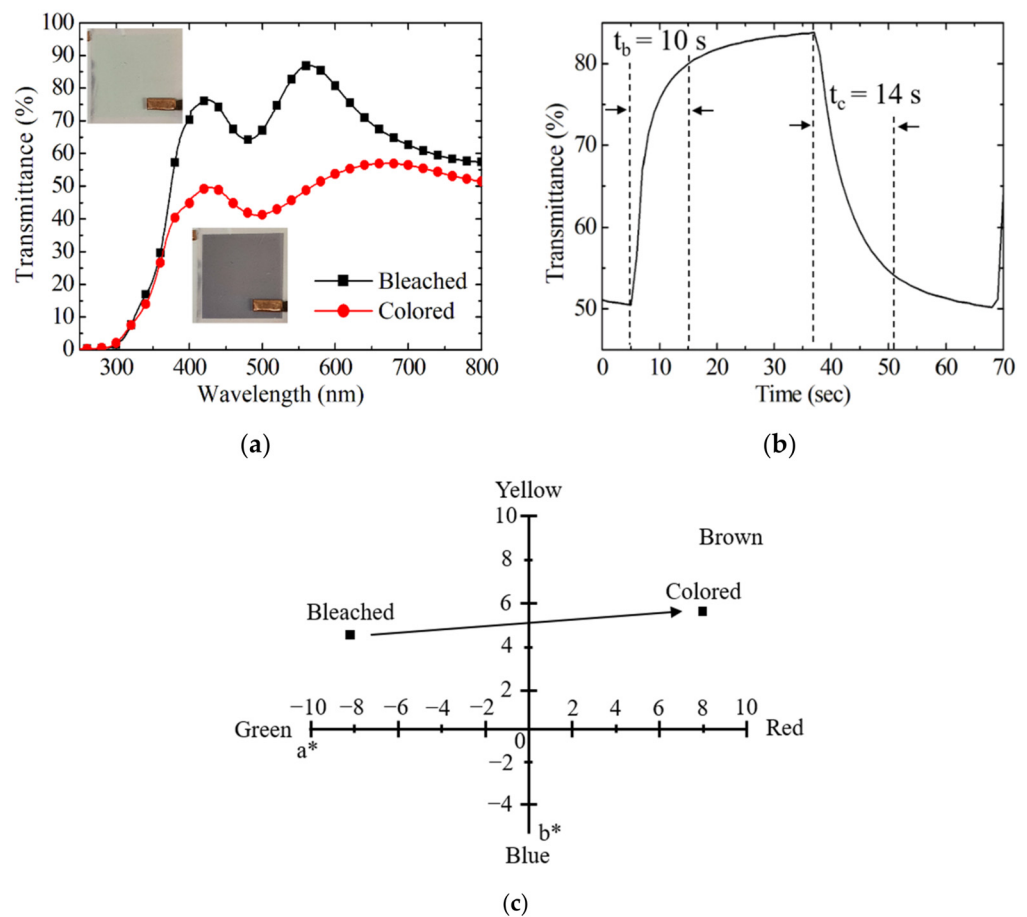 100
90
80
70
60
50
40
30
20
10
0
Transmittance (%)
Bleached
Colored
300 400 500 600 700 800
Wavelength (nm)
(a)
80
70
60
50
Transmittance (%)
t_b = 10 s
t_c = 14 s
0 10 20 30 40 50 60 70
Time (sec)
(b)
Yellow
10
8
6
4
2
Brown
Bleached
Colored
−10 −8 −6 −4 −2 2 4 6 8 10
Green
Red
a*
0
−2
−4
b*
Blue
(c)